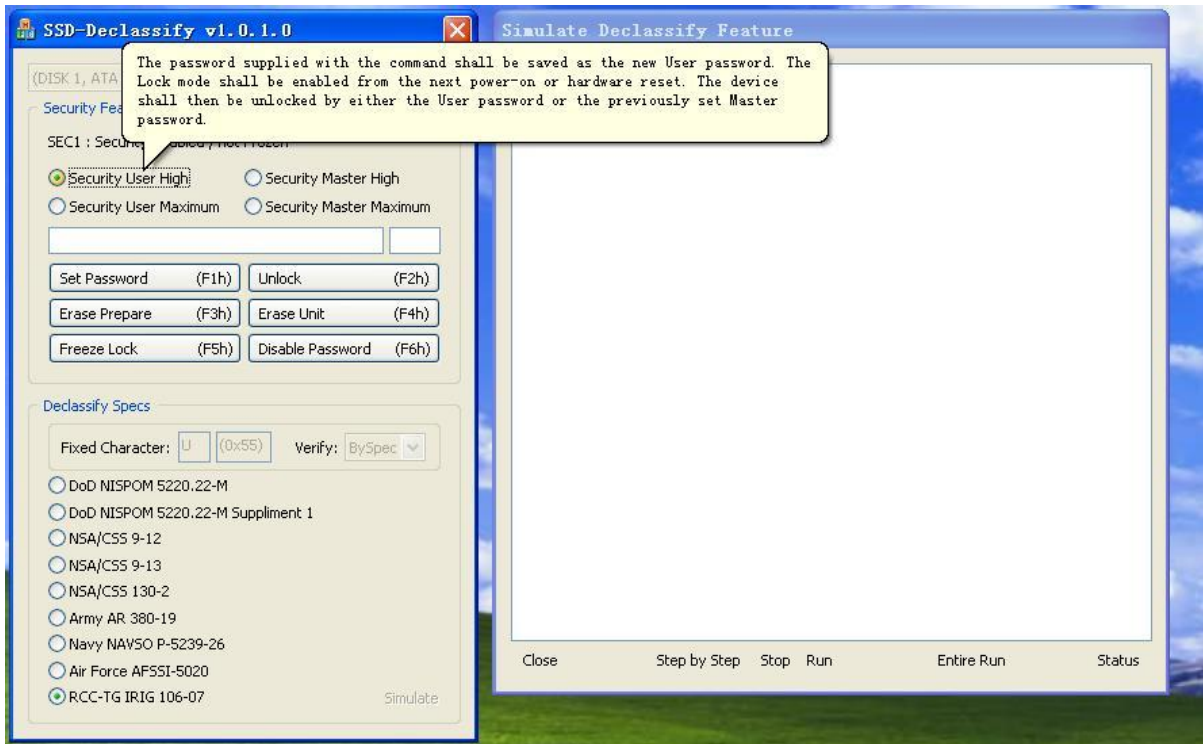 SSD-Declassify v1.0.1.0
Simulate Declassify Feature
The password supplied with the command shall be saved as the new User password. The
Lock mode shall be enabled from the next power-on or hardware reset. The device
shall then be unlocked by either the User password or the previously set Master
password.
(DISK 1, ATA
Security Fea
SEC1 : Secur
Security User High
Security Master High
Security User Maximum
Security Master Maximum
Set Password (F1h)
Unlock (F2h)
Erase Prepare (F3h)
Erase Unit (F4h)
Freeze Lock (F5h)
Disable Password (F6h)
Declassify Specs
Fixed Character: U (0x55) Verify: BySpec
DoD NISPOM 5220.22-M
DoD NISPOM 5220.22-M Suppliment 1
NSA/CSS 9-12
NSA/CSS 9-13
NSA/CSS 130-2
Army AR 380-19
Navy NAVSO P-5239-26
Air Force AFSSI-5020
RCC-TG IRIG 106-07
Simulate
Close Step by Step Stop Run Entire Run Status